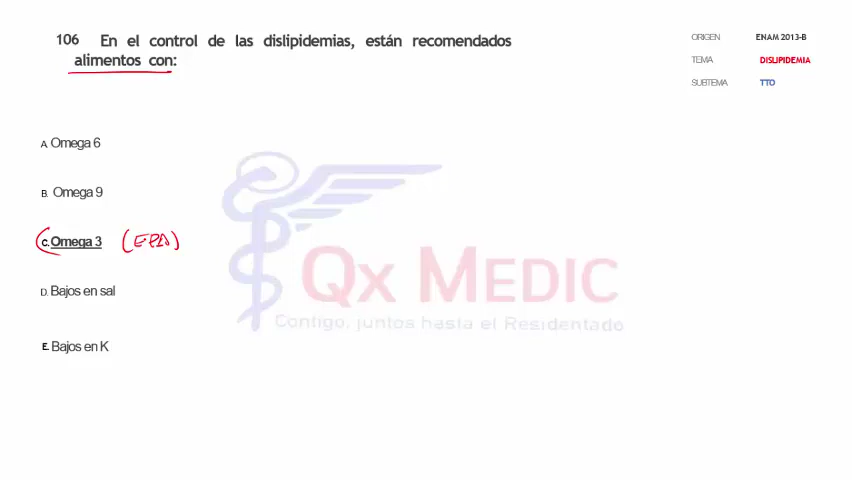 106 En el control de las dislipidemias, están recomendados
alimentos con:
ORIGEN ENAM 2013-B
TEMA DISLIPIDEMIA
SUBTEMA TTO
A. Omega 6
B. Omega 9
C. Omega 3 (EPA)
D. Bajos en sal
E. Bajos en K
Qx MEDIC
Contigo, juntos hasta el Residentado